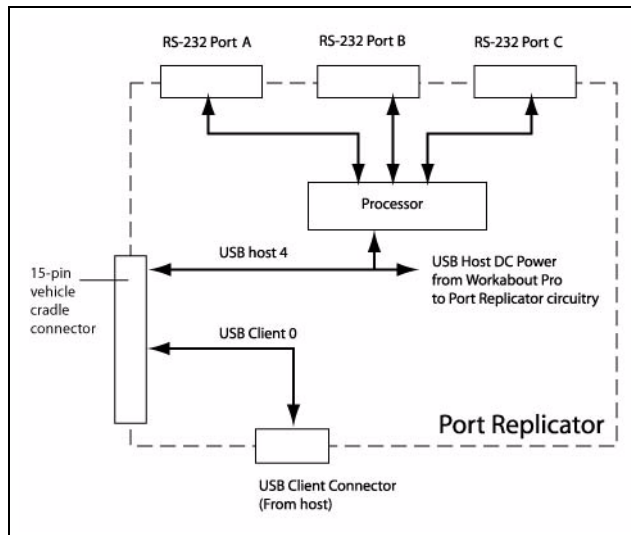 RS-232 Port A
RS-232 Port B
RS-232 Port C
Processor
USB host 4
USB Host DC Power
from Workabout Pro
to Port Replicator circuitry
15-pin
vehicle
cradle
connector
USB Client 0
Port Replicator
USB Client Connector
(From host)